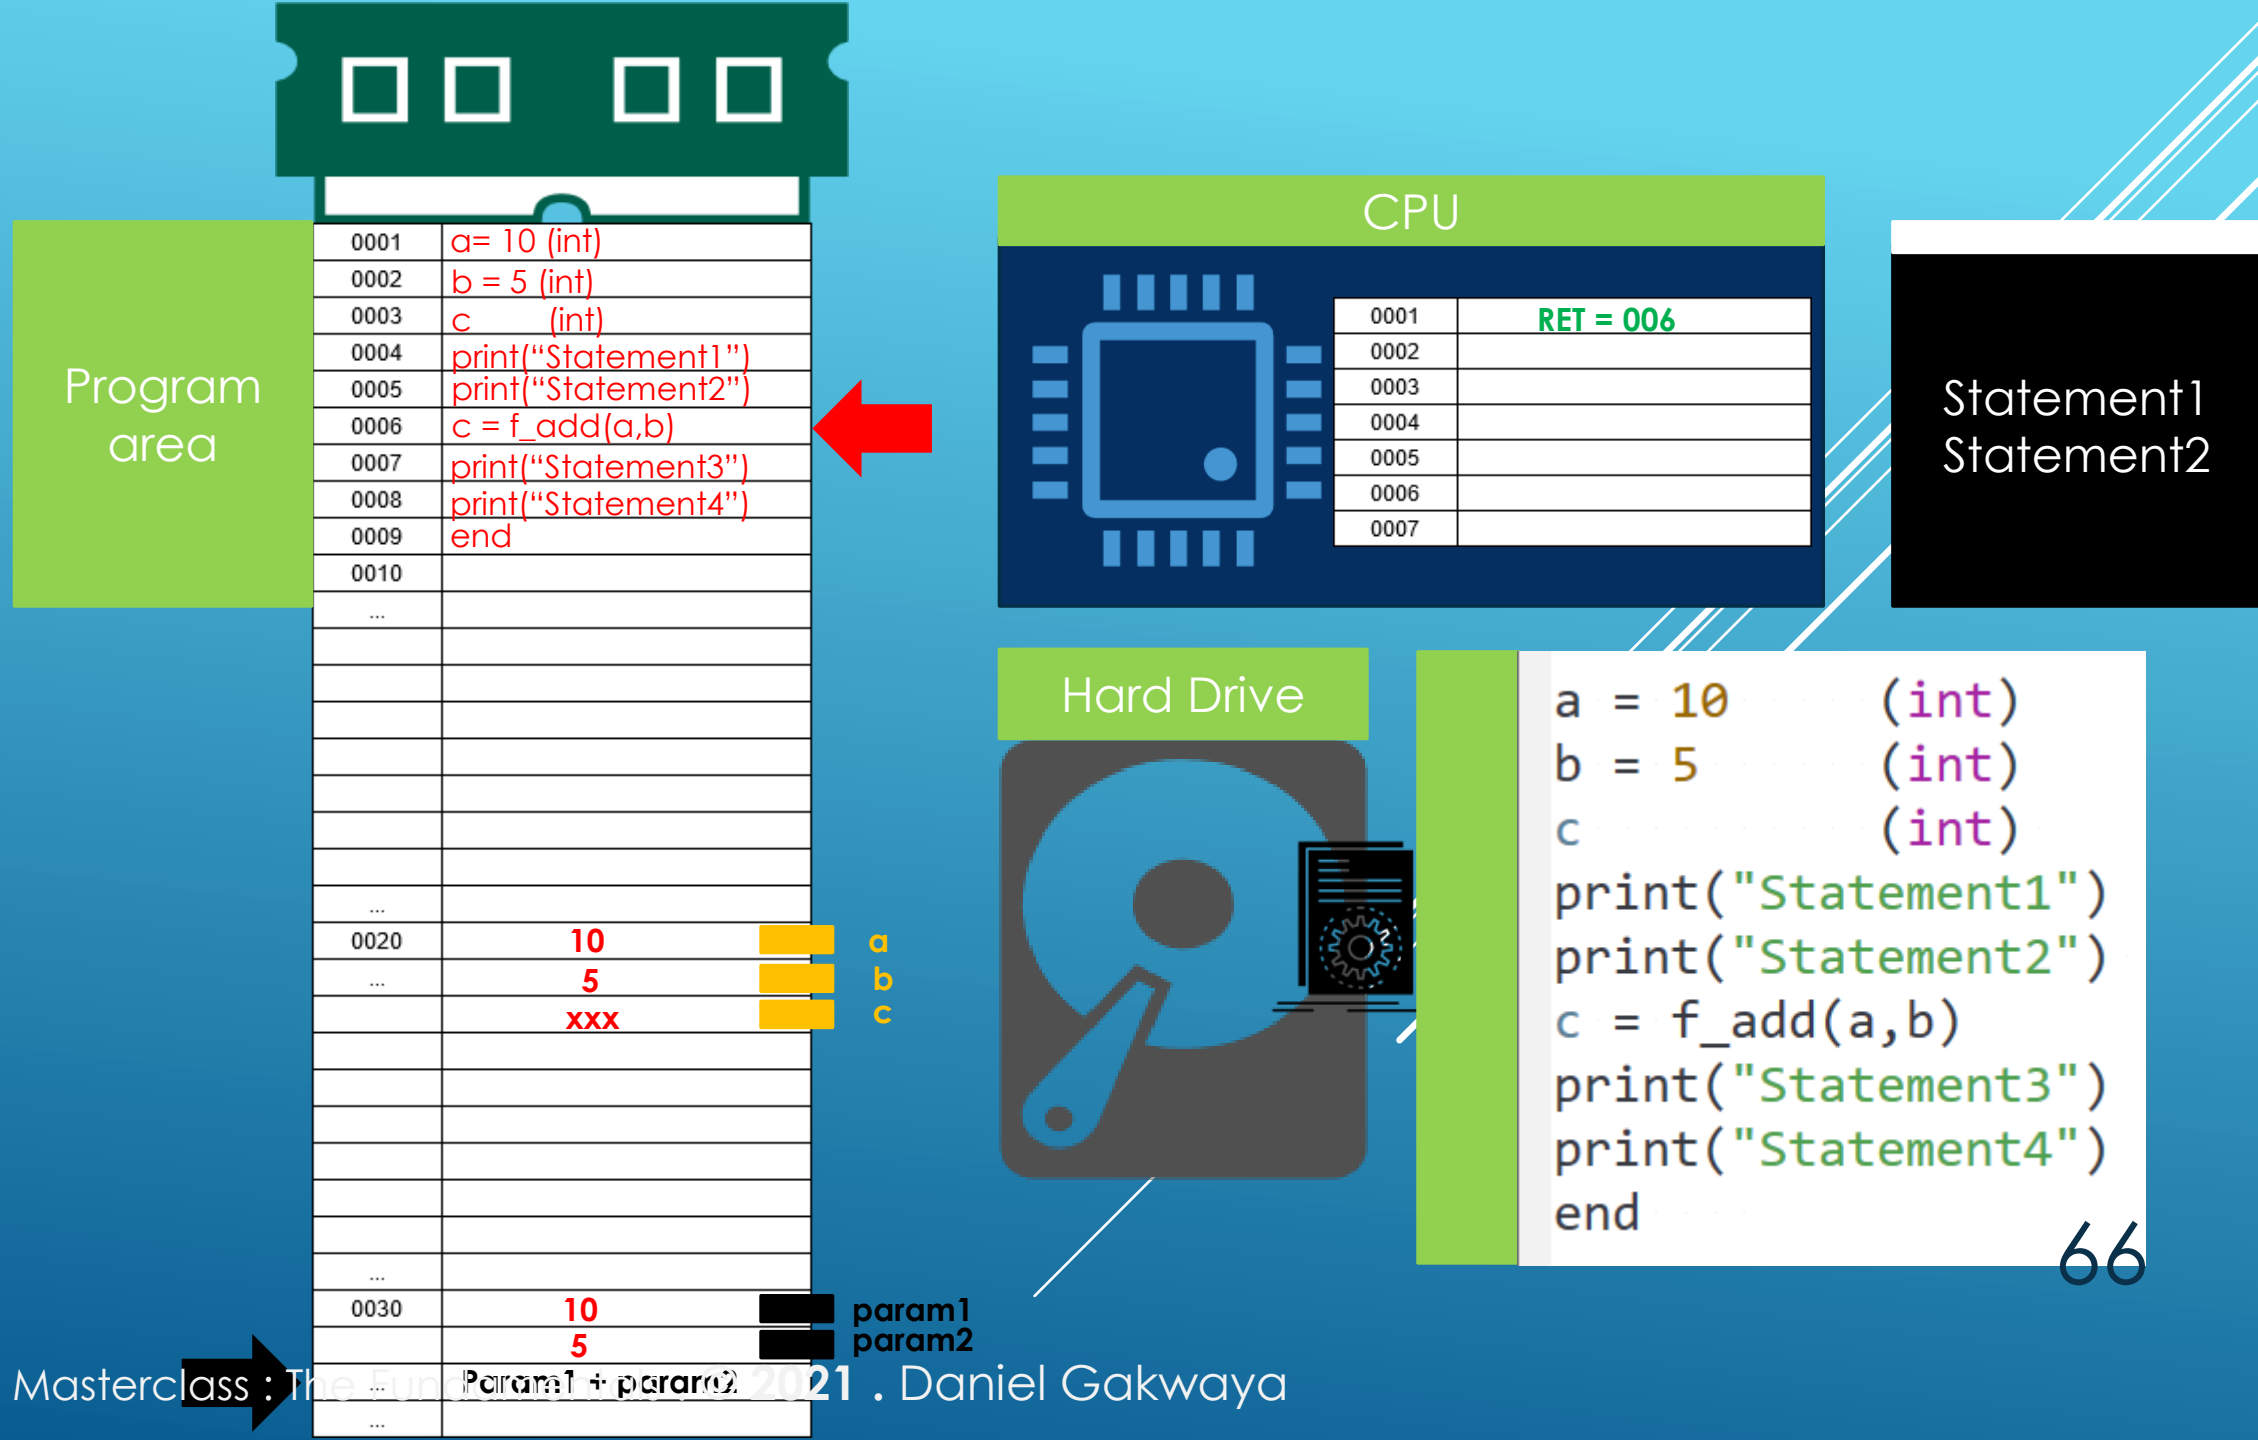 CPU
Program
area
0001 a= 10 (int)
0002 b = 5 (int)
0003 c (int)
0004 print(“Statement1”)
0005 print(“Statement2”)
0006 c = f_add(a,b)
0007 print(“Statement3”)
0008 print(“Statement4”)
0009 end
0010
...
...
0020 10 a
... 5 b
xxx c
...
0030 10 param1
5 param2
... Param1 + param2
...
0001 RET = 006
0002
0003
0004
0005
0006
0007
Statement1
Statement2
Hard Drive
a = 10 (int)
b = 5 (int)
c (int)
print("Statement1")
print("Statement2")
c = f_add(a,b)
print("Statement3")
print("Statement4")
end
66
Masterclass : The 2021 . Daniel Gakwaya